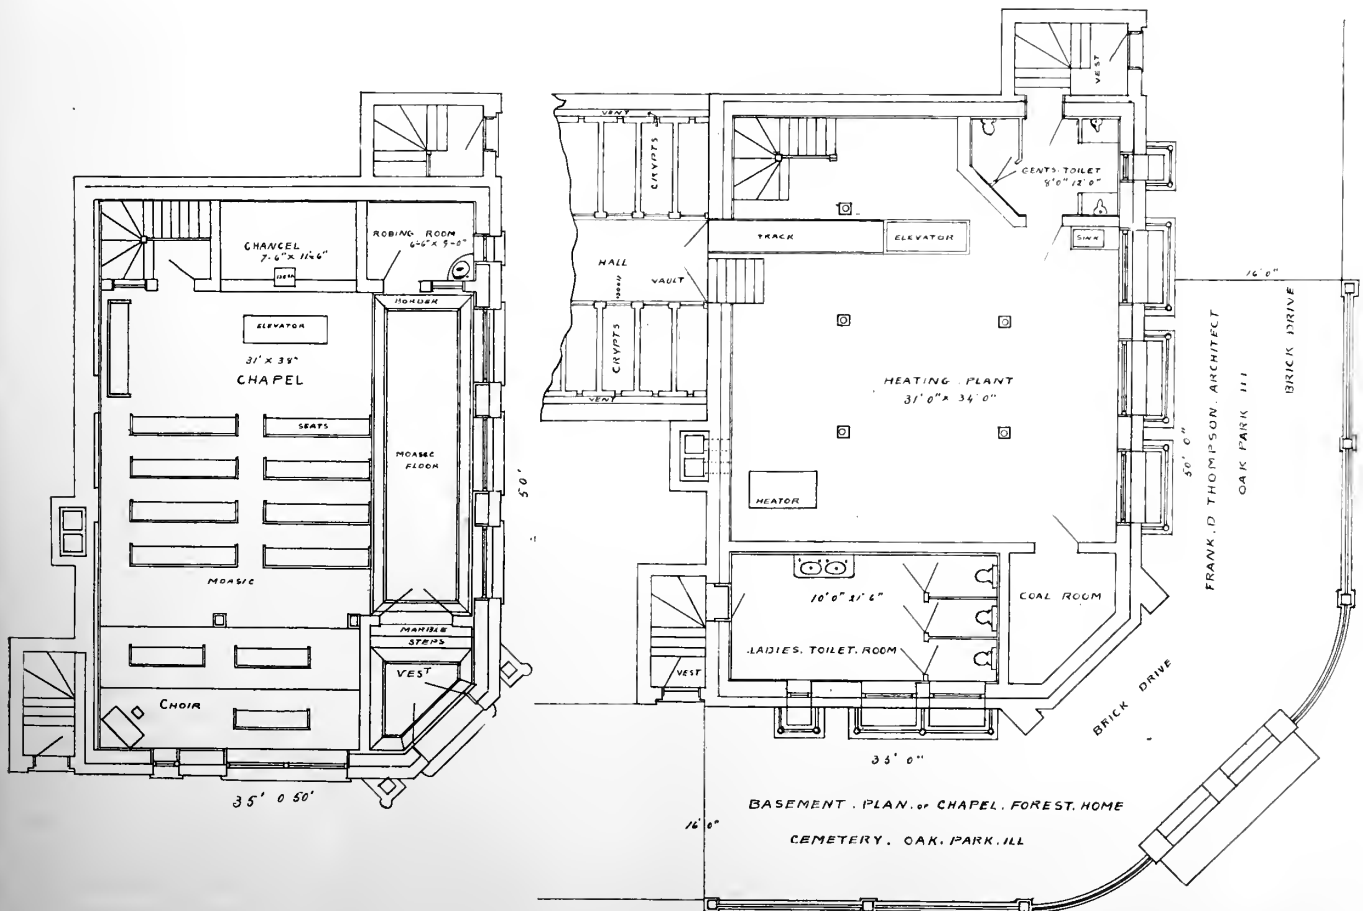 CHANCEL
7-6" X 11-6"
ROBING ROOM
6-6" X 9-0"
BORDER
ELEVATOR
31' X 38"
CHAPEL
SEATS
MOASIC
FLOOR
MOASIC
MARBLE
STEPS
VEST
CHOIR
50'
35' 0 50'
VENT
CRYPTS
HALL
VAULT
CRYPTS
VENT
VEST
GENTS. TOILET
8'0" 12'0"
TRACK
ELEVATOR
SINK
HEATING . PLANT
31'0" X 34'0"
HEATOR
10'0" 21'6"
LADIES. TOILET. ROOM
COAL ROOM
VEST
35' 0"
50' 0"
16'0"
16' 0"
BRICK DRIVE
BRICK DRIVE
FRANK. D THOMPSON. ARCHITECT
OAK PARK ILL
BASEMENT . PLAN. OF CHAPEL. FOREST. HOME
CEMETERY. OAK. PARK. ILL